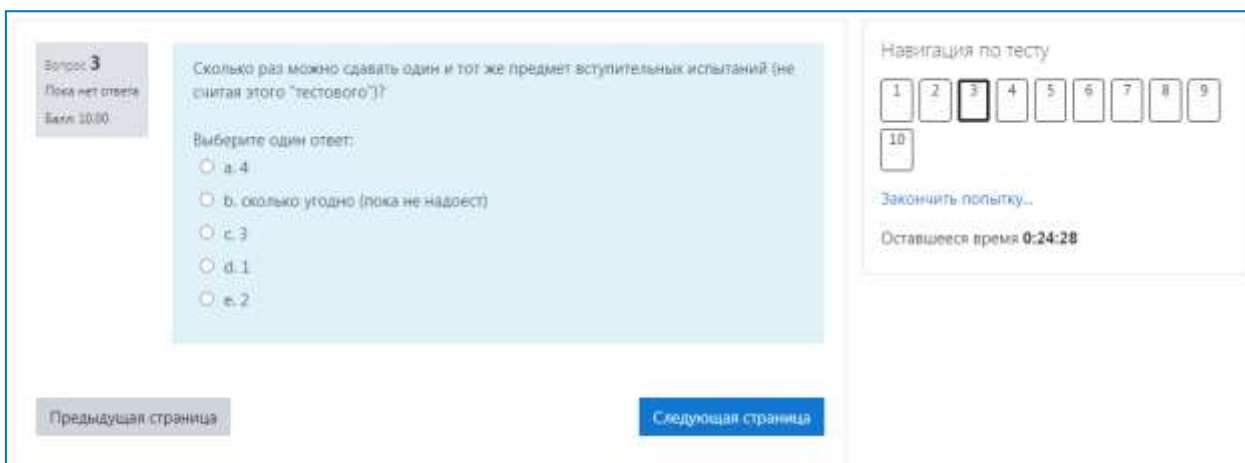 Вопрос 3
Пока нет ответа
Балл: 10.00
Сколько раз можно сдавать один и тот же предмет вступительных испытаний (не
считая этого "тестового")?
Выберите один ответ:
a. 4
b. сколько угодно (пока не надоест)
c. 3
d. 1
e. 2
Предыдущая страница
Следующая страница
Навигация по тесту
1 2 3 4 5 6 7 8 9
10
Закончить попытку...
Оставшееся время 0:24:28